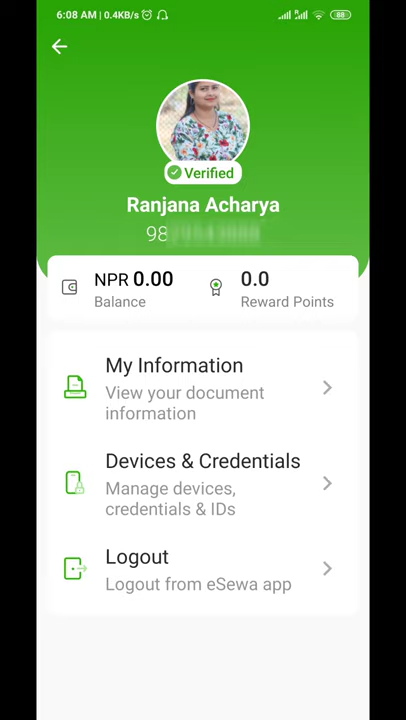 6:08 AM | 0.4KB/s
88
Verified
Ranjana Acharya
98
NPR 0.00
Balance
0.0
Reward Points
My Information
View your document
information
Devices & Credentials
Manage devices,
credentials & IDs
Logout
Logout from eSewa app